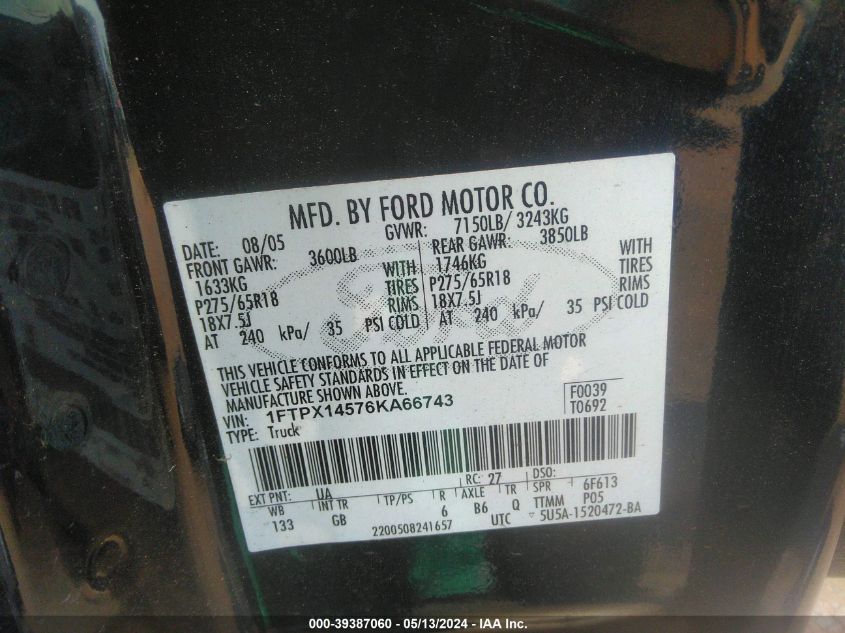 MFD. BY FORD MOTOR CO.
DATE: 08/05 GVWR: 7150LB/ 3243KG
FRONT GAWR: 3600LB REAR GAWR: 3850LB
1633KG WITH 1746KG WITH
P275/65R18 TIRES P275/65R18 TIRES
18X7.5J RIMS 18X7.5J RIMS
AT 240 kPa/ 35 PSI COLD AT 240 kPa/ 35 PSI COLD
Ford
THIS VEHICLE CONFORMS TO ALL APPLICABLE FEDERAL MOTOR
VEHICLE SAFETY STANDARDS IN EFFECT ON THE DATE OF
MANUFACTURE SHOWN ABOVE.
VIN: 1FTPX14576KA66743 F0039
TYPE: Truck T0692
EXT PNT: UA RC: 27 DSO:
WB INT TR TP/PS R AXLE TR SPR 6F613
133 GB 6 B6 Q TTMM P05
2200508241657 UTC 5U5A-1520472-BA
000-39387060 - 05/13/2024 - IAA Inc.